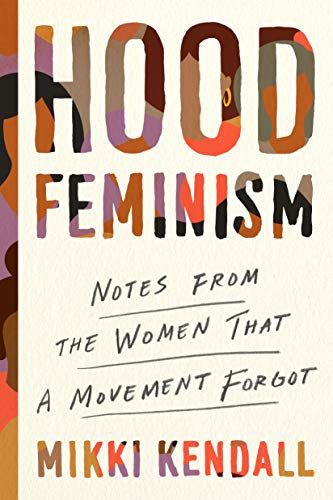 HOOD
FEMINISM
NOTES FROM
THE WOMEN THAT
A MOVEMENT FORGOT
MIKKI KENDALL